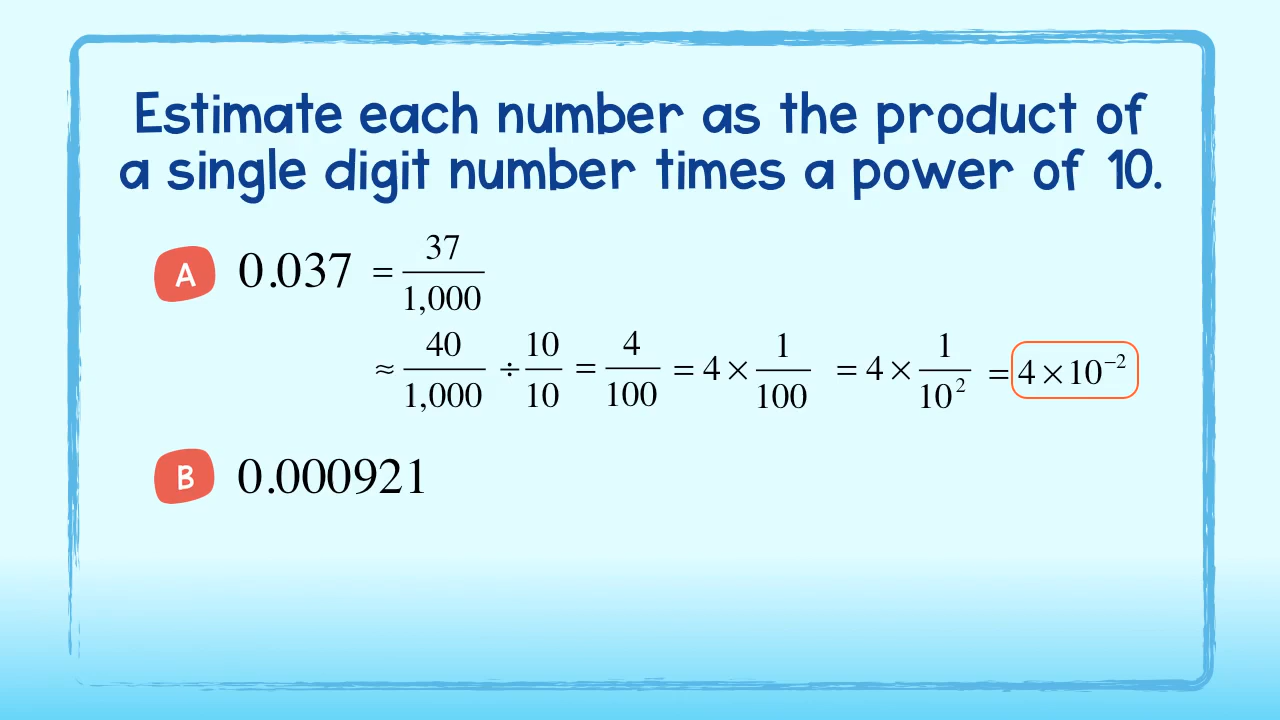 Estimate each number as the product of
a single digit number times a power of 10.
A 0.037 = 37/1,000
≈ 40/1,000 ÷ 10/10 = 4/100 = 4 × 1/100 = 4 × 1/10² = 4 × 10⁻²
B 0.000921